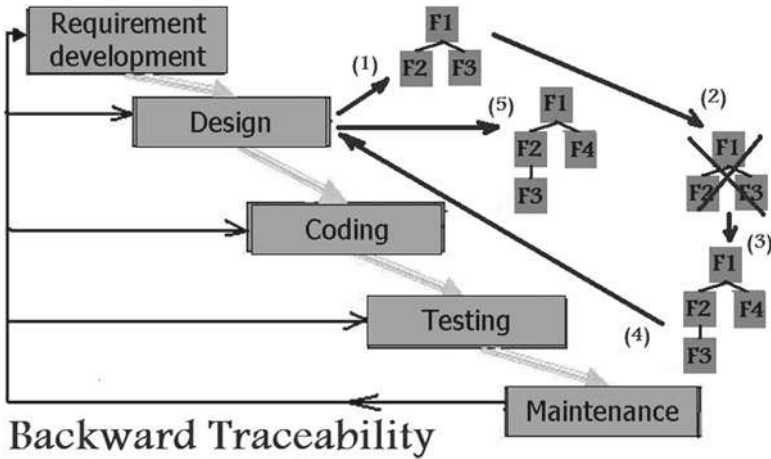 Requirement
development
F1
F2 F3
(1)
(2)
(5)
F1
F2 F4
F3
Design
F1
F2 F3
(3)
Coding
F1
F2 F4
F3
(4)
Testing
Maintenance
Backward Traceability